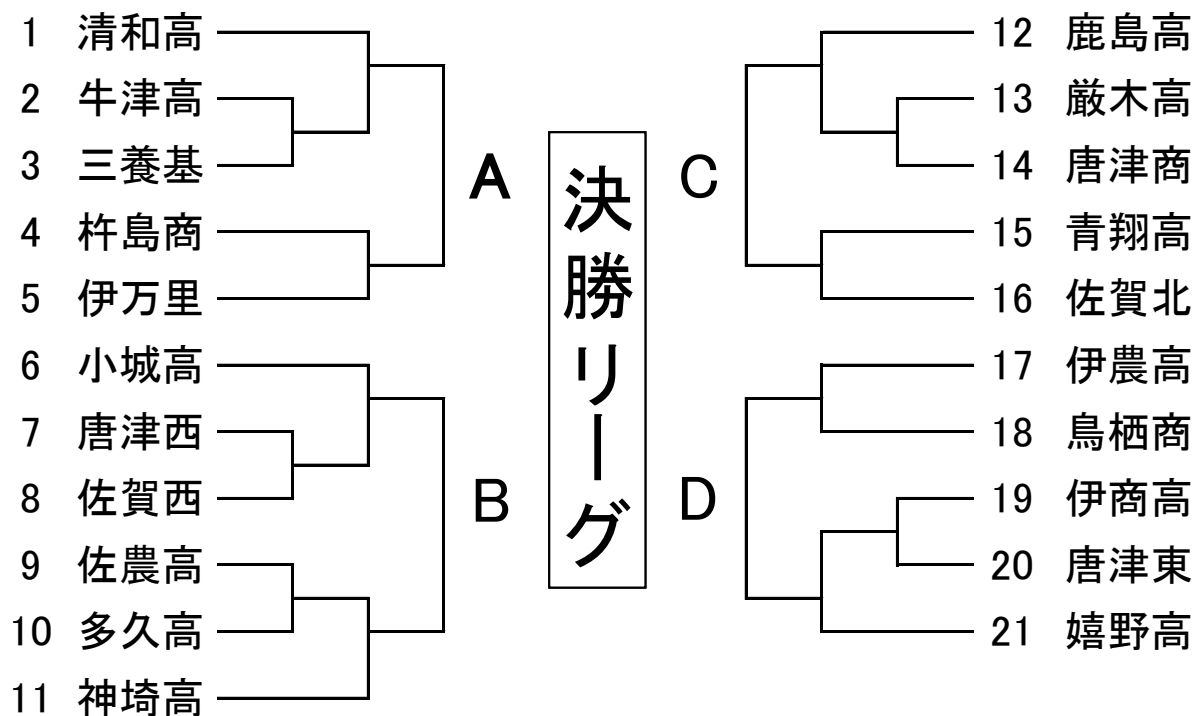 1 清和高
2 牛津高
3 三養基
4 杵島商
5 伊万里
6 小城高
7 唐津西
8 佐賀西
9 佐農高
10 多久高
11 神埼高
A
B
決勝リーグ
C
D
12 鹿島高
13 厳木高
14 唐津商
15 青翔高
16 佐賀北
17 伊農高
18 鳥栖商
19 伊商高
20 唐津東
21 嬉野高